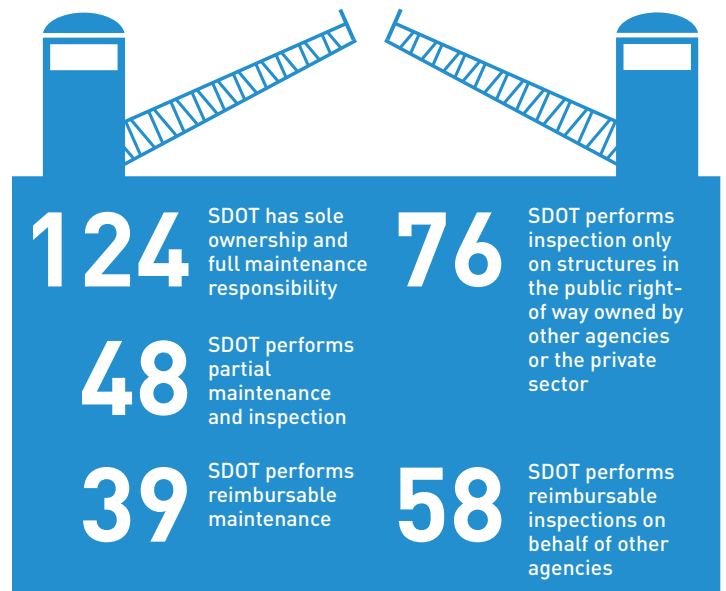 124
SDOT has sole
ownership and
full maintenance
responsibility
48
SDOT performs
partial
maintenance
and inspection
39
SDOT performs
reimbursable
maintenance
76
SDOT performs
inspection only
on structures in
the public right-
of way owned by
other agencies
or the private
sector
58
SDOT performs
reimbursable
inspections on
behalf of other
agencies